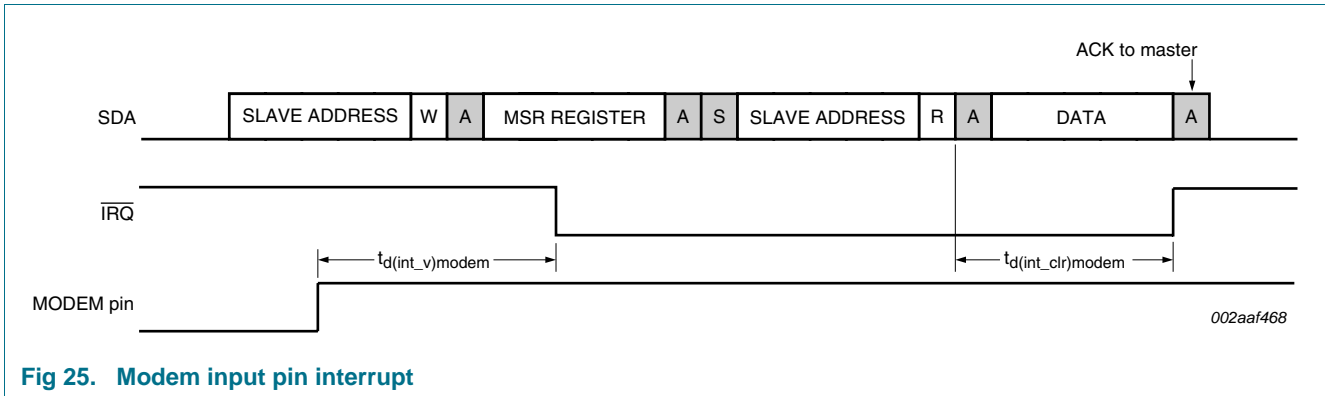 ACK to master
SDA SLAVE ADDRESS W A MSR REGISTER A S SLAVE ADDRESS R A DATA A
IRQ
td(int_v)modem td(int_clr)modem
MODEM pin
002aaf468
Fig 25. Modem input pin interrupt